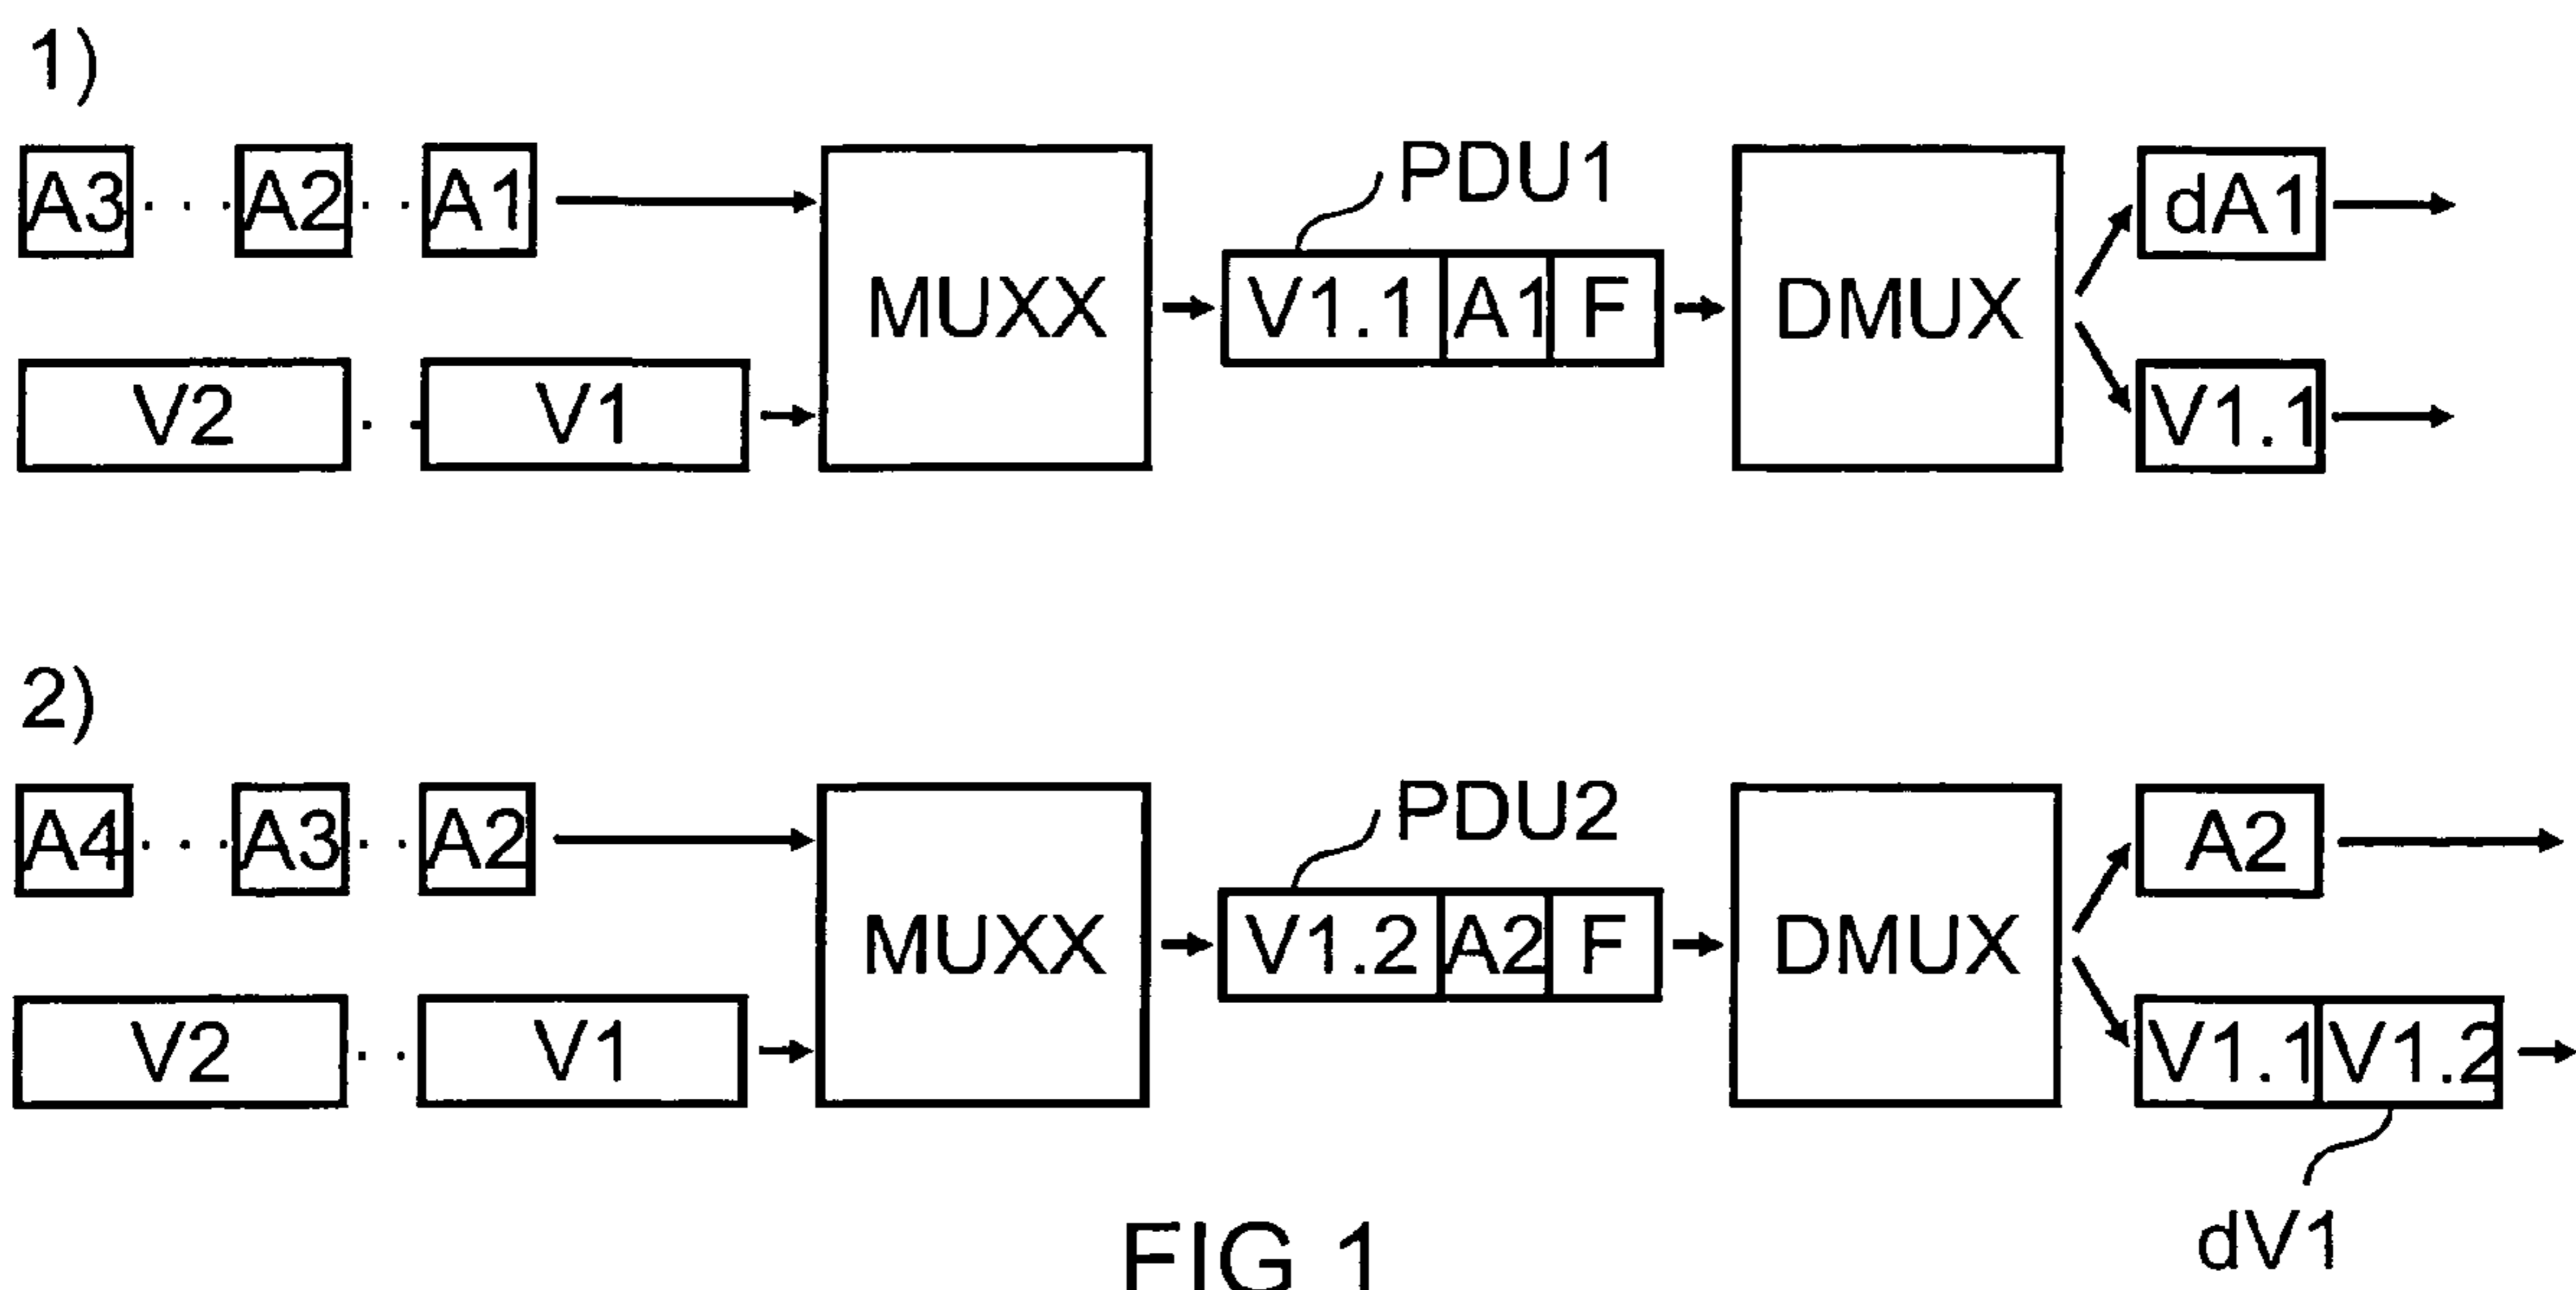 1)
A3 A2 A1
V2 V1
MUXX
PDU1
V1.1 A1 F
DMUX
dA1
V1.1
2)
A4 A3 A2
V2 V1
MUXX
PDU2
V1.2 A2 F
DMUX
A2
V1.1 V1.2
dV1
FIG 1